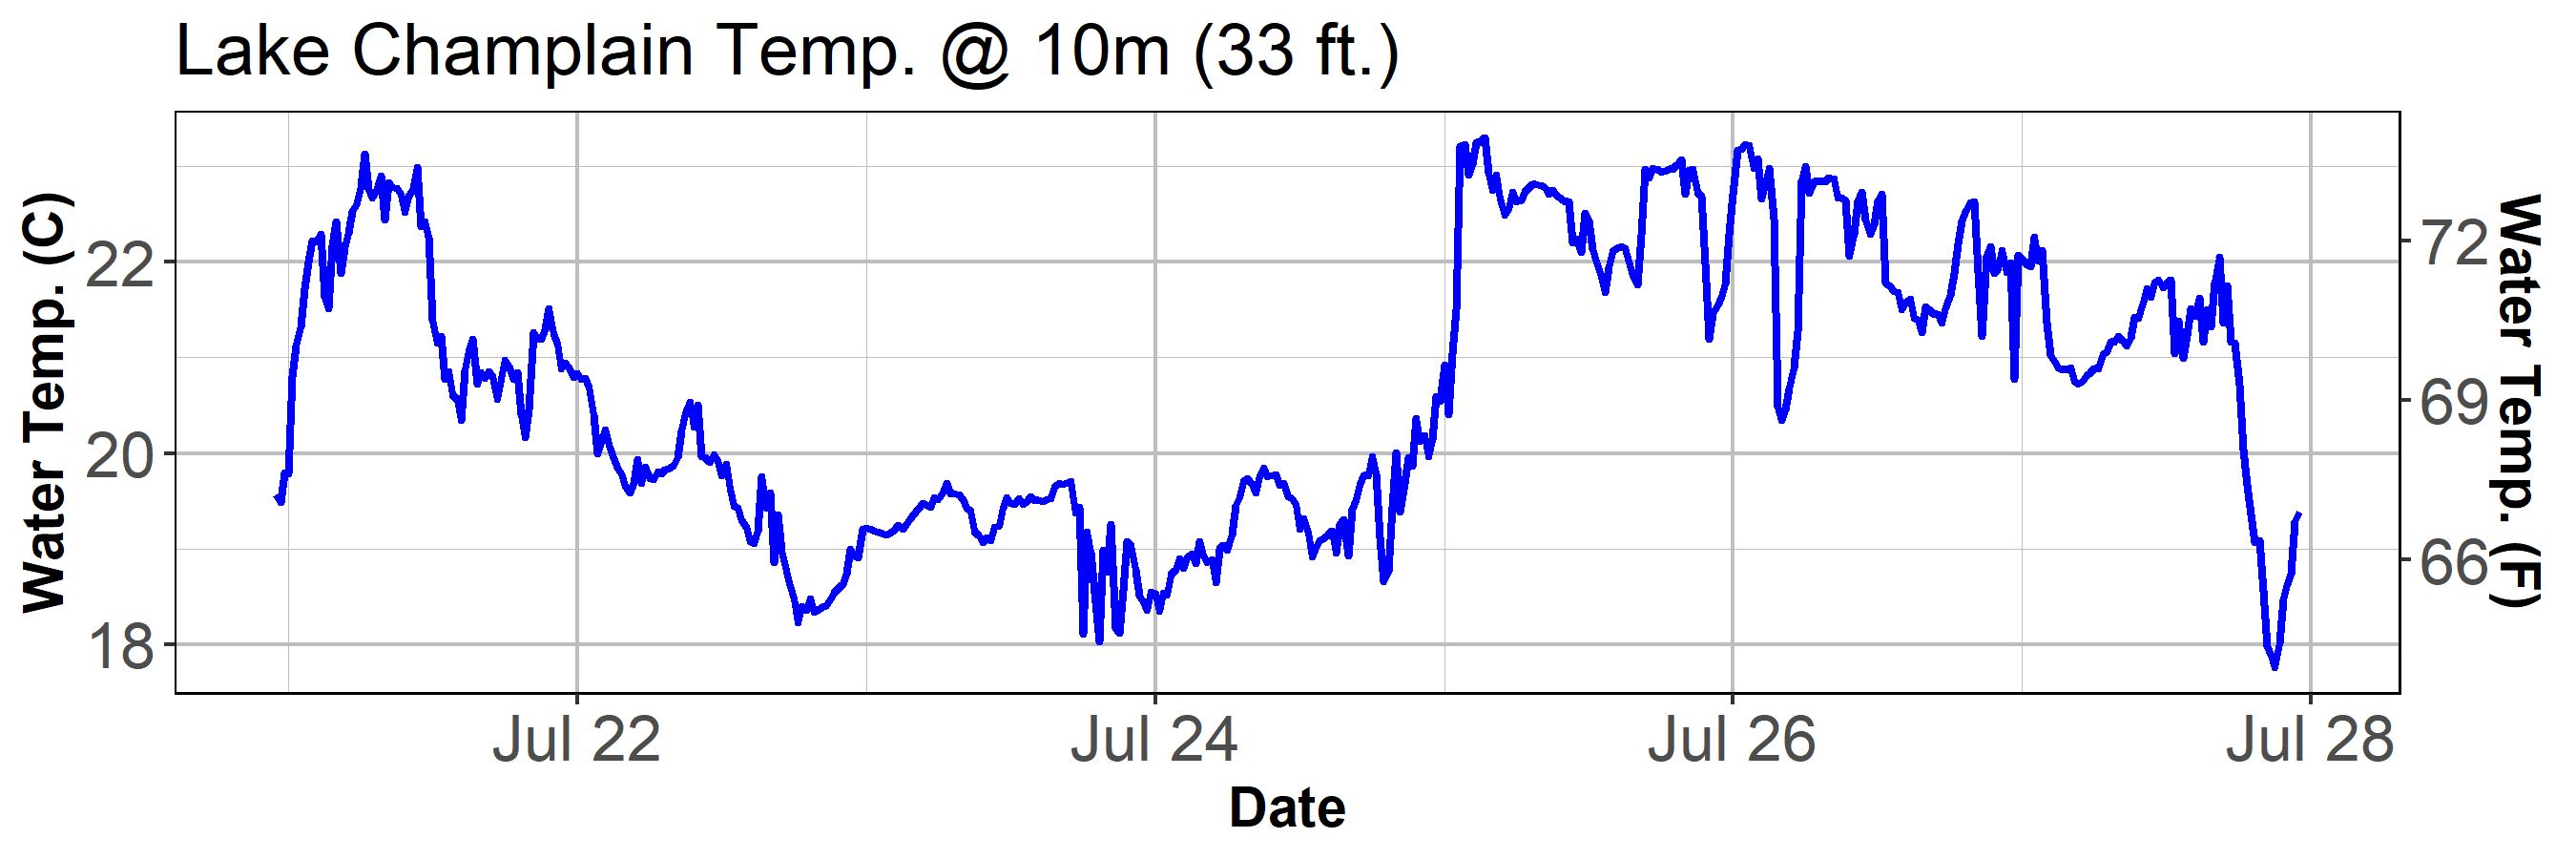 Lake Champlain Temp. @ 10m (33 ft.)
Water Temp. (C)
22
20
18
72
69
66
Water Temp. (F)
Jul 22
Jul 24
Jul 26
Jul 28
Date